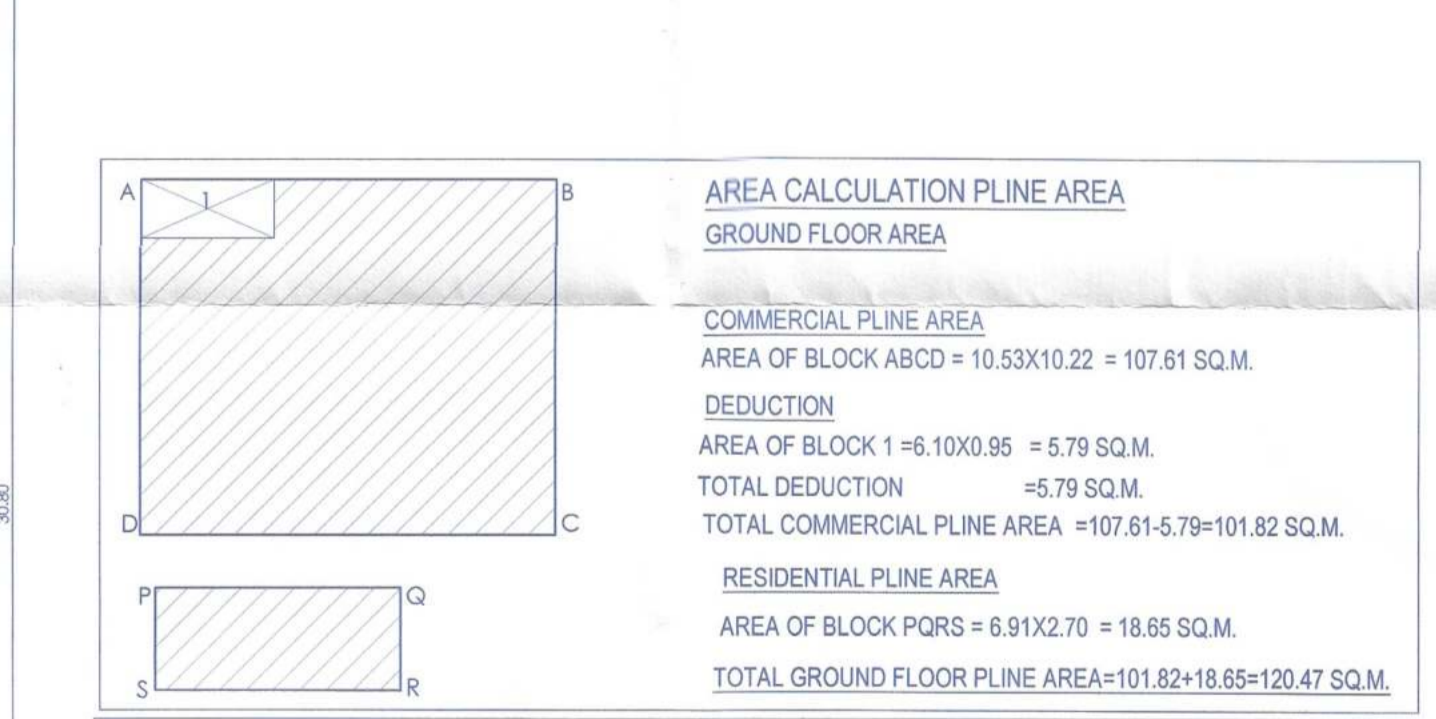 A
1
B
D
C
P
Q
S
R
30.80
AREA CALCULATION PLINE AREA
GROUND FLOOR AREA
COMMERCIAL PLINE AREA
AREA OF BLOCK ABCD = 10.53X10.22 = 107.61 SQ.M.
DEDUCTION
AREA OF BLOCK 1 =6.10X0.95 = 5.79 SQ.M.
TOTAL DEDUCTION =5.79 SQ.M.
TOTAL COMMERCIAL PLINE AREA =107.61-5.79=101.82 SQ.M.
RESIDENTIAL PLINE AREA
AREA OF BLOCK PQRS = 6.91X2.70 = 18.65 SQ.M.
TOTAL GROUND FLOOR PLINE AREA=101.82+18.65=120.47 SQ.M.